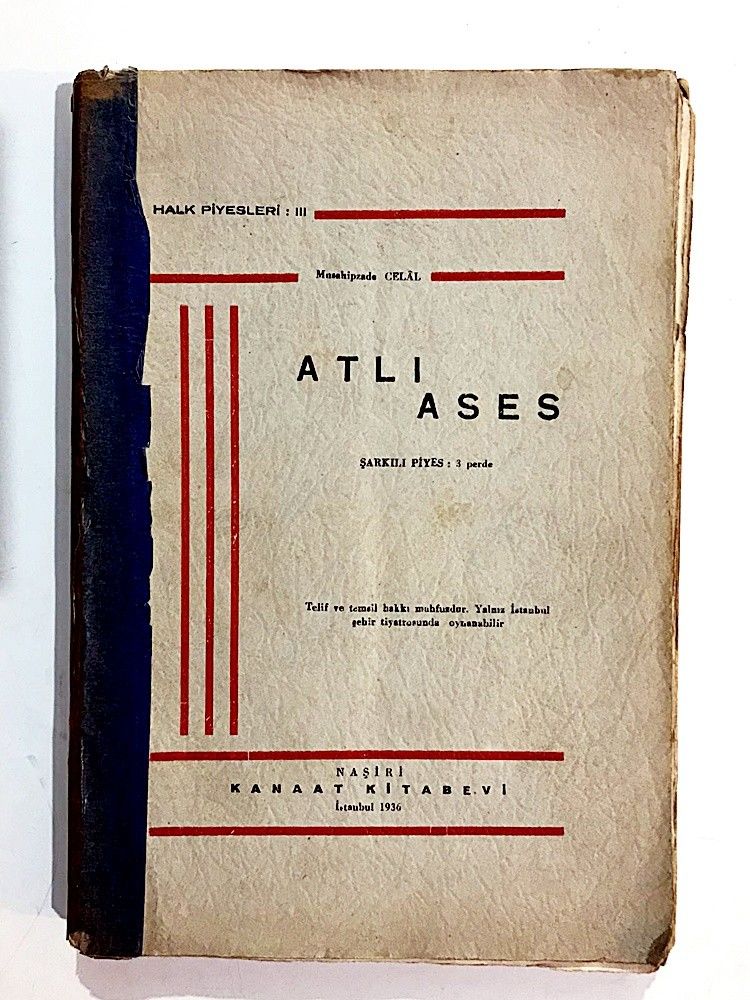 HALK PİYESLERİ : III
Musahipzade CELÂL
ATLI
ASES
ŞARKILI PİYES : 3 perde
Telif ve temsil hakkı mahfuzdur. Yalnız İstanbul
şehir tiyatrosunda oynanabilir
NAŞİRİ
KANAAT KİTABEVİ
İstanbul 1936